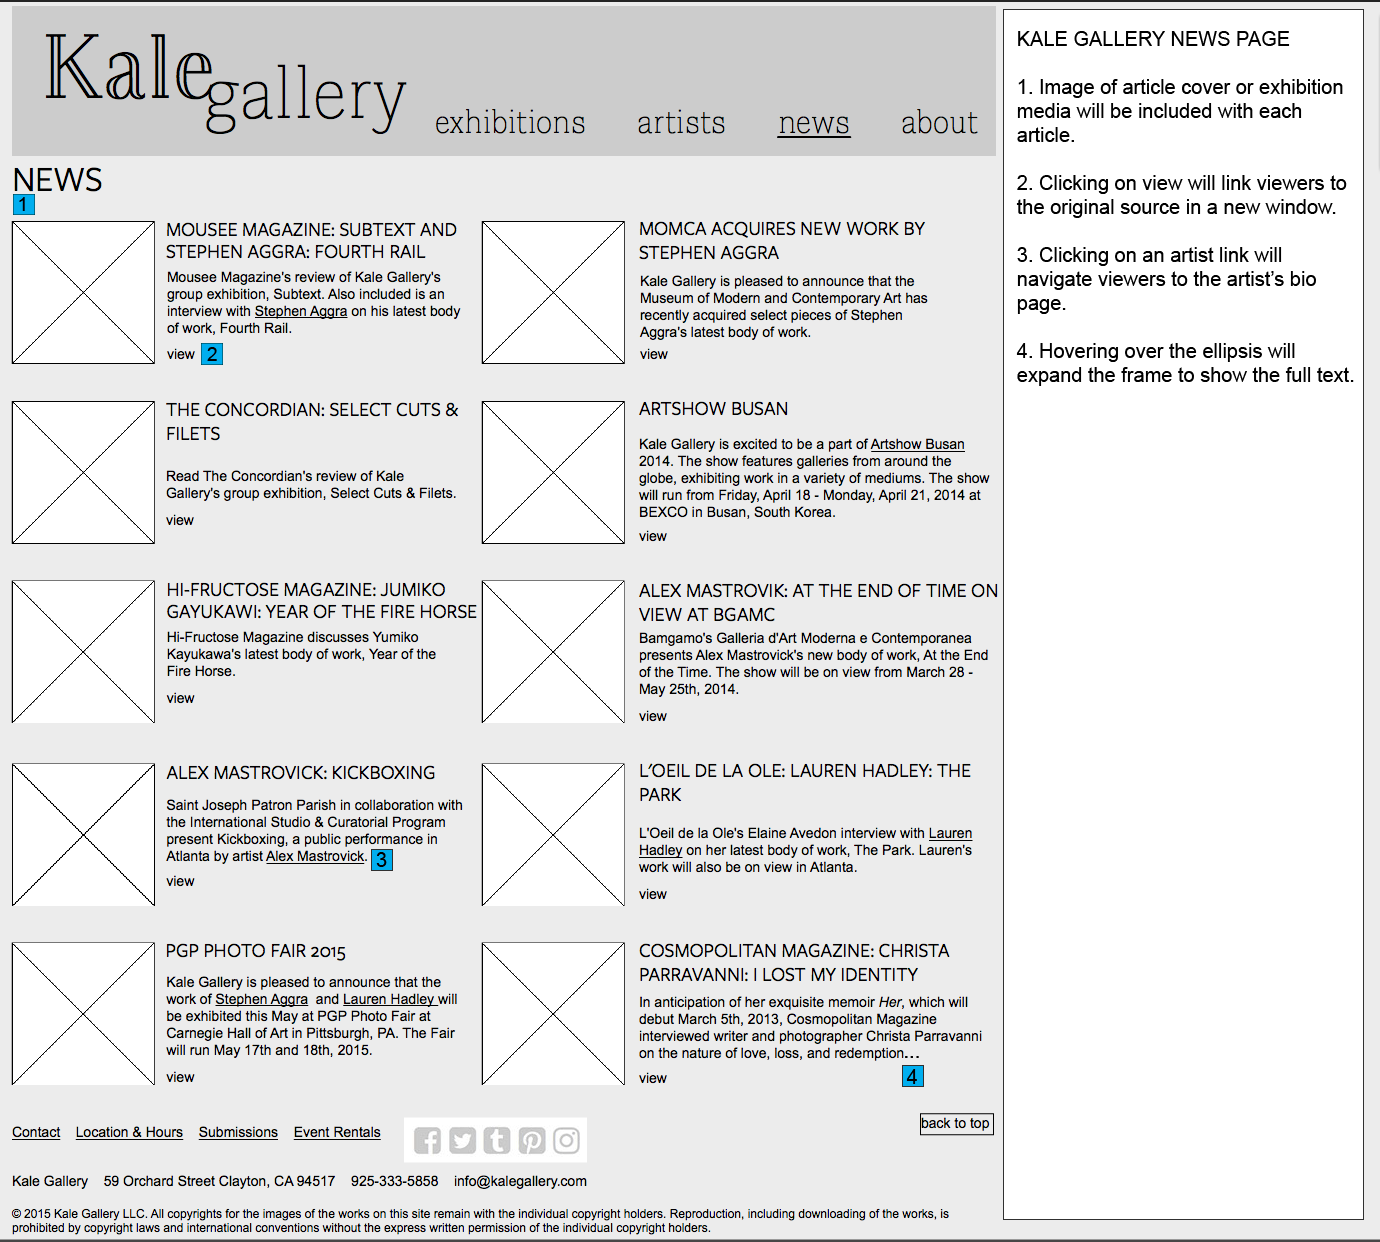 Kale gallery
exhibitions artists news about
NEWS
1
MOUSEE MAGAZINE: SUBTEXT AND
STEPHEN AGGRA: FOURTH RAIL
Mousee Magazine's review of Kale Gallery's
group exhibition, Subtext. Also included is an
interview with Stephen Aggra on his latest body
of work, Fourth Rail.
view 2
MOMCA ACQUIRES NEW WORK BY
STEPHEN AGGRA
Kale Gallery is pleased to announce that the
Museum of Modern and Contemporary Art has
recently acquired select pieces of Stephen
Aggra's latest body of work.
view
THE CONCORDIAN: SELECT CUTS &
FILETS
Read The Concordian's review of Kale
Gallery's group exhibition, Select Cuts & Filets.
view
ARTSHOW BUSAN
Kale Gallery is excited to be a part of Artshow Busan
2014. The show features galleries from around the
globe, exhibiting work in a variety of mediums. The show
will run from Friday, April 18 - Monday, April 21, 2014 at
BEXCO in Busan, South Korea.
view
HI-FRUCTOSE MAGAZINE: JUMIKO
GAYUKAWI: YEAR OF THE FIRE HORSE
Hi-Fructose Magazine discusses Yumiko
Kayukawa's latest body of work, Year of the
Fire Horse.
view
ALEX MASTROVIK: AT THE END OF TIME ON
VIEW AT BGAMC
Bamgamo's Galleria d'Art Moderna e Contemporanea
presents Alex Mastrovick's new body of work, At the End
of the Time. The show will be on view from March 28 -
May 25th, 2014.
view
ALEX MASTROVICK: KICKBOXING
Saint Joseph Patron Parish in collaboration with
the International Studio & Curatorial Program
present Kickboxing, a public performance in
Atlanta by artist Alex Mastrovick. 3
view
L'OEIL DE LA OLE: LAUREN HADLEY: THE
PARK
L'Oeil de la Ole's Elaine Avedon interview with Lauren
Hadley on her latest body of work, The Park. Lauren's
work will also be on view in Atlanta.
view
PGP PHOTO FAIR 2015
Kale Gallery is pleased to announce that the
work of Stephen Aggra and Lauren Hadley will
be exhibited this May at PGP Photo Fair at
Carnegie Hall of Art in Pittsburgh, PA. The Fair
will run May 17th and 18th, 2015.
view
COSMOPOLITAN MAGAZINE: CHRISTA
PARRAVANNI: I LOST MY IDENTITY
In anticipation of her exquisite memoir Her, which will
debut March 5th, 2013, Cosmopolitan Magazine
interviewed writer and photographer Christa Parravanni
on the nature of love, loss, and redemption...
view 4
Contact Location & Hours Submissions Event Rentals
back to top
Kale Gallery 59 Orchard Street Clayton, CA 94517 925-333-5858 info@kalegallery.com
© 2015 Kale Gallery LLC. All copyrights for the images of the works on this site remain with the individual copyright holders. Reproduction, including downloading of the works, is
prohibited by copyright laws and international conventions without the express written permission of the individual copyright holders.
KALE GALLERY NEWS PAGE
1. Image of article cover or exhibition
media will be included with each
article.
2. Clicking on view will link viewers to
the original source in a new window.
3. Clicking on an artist link will
navigate viewers to the artist's bio
page.
4. Hovering over the ellipsis will
expand the frame to show the full text.